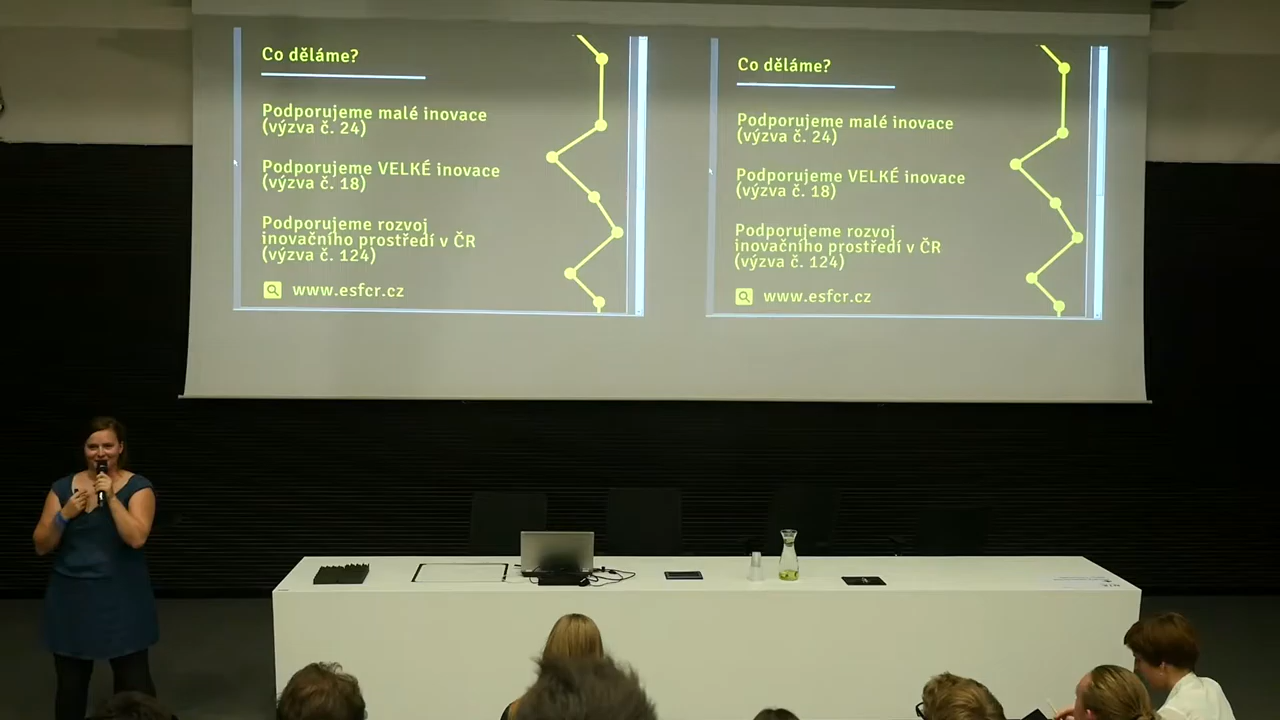 Co děláme?
Podporujeme malé inovace
(výzva č. 24)
Podporujeme VELKÉ inovace
(výzva č. 18)
Podporujeme rozvoj
inovačního prostředí v ČR
(výzva č. 124)
www.esfcr.cz
Co děláme?
Podporujeme malé inovace
(výzva č. 24)
Podporujeme VELKÉ inovace
(výzva č. 18)
Podporujeme rozvoj
inovačního prostředí v ČR
(výzva č. 124)
www.esfcr.cz